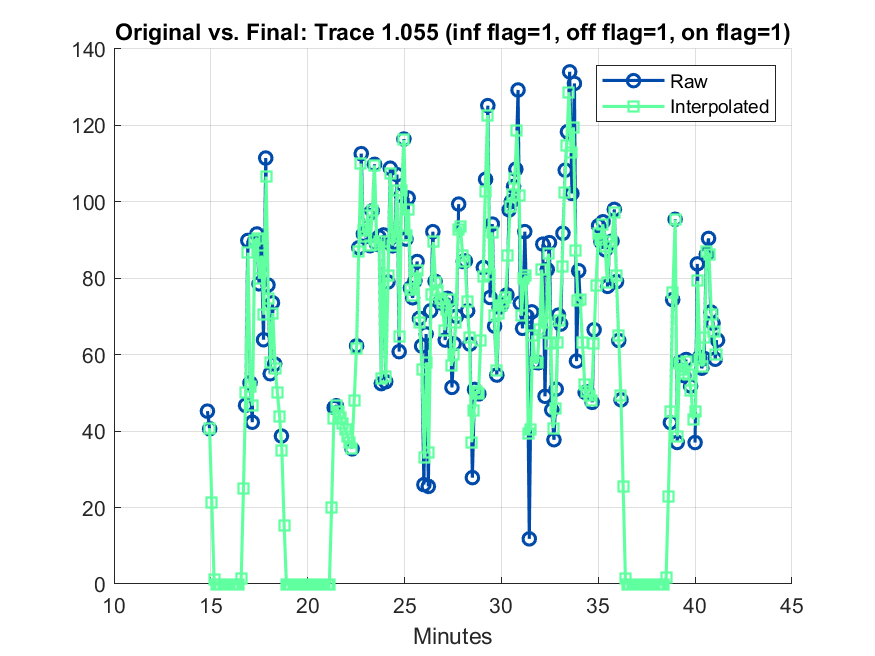 Original vs. Final: Trace 1.055 (inf flag=1, off flag=1, on flag=1)
140
120
100
80
60
40
20
0
Raw
Interpolated
10 15 20 25 30 35 40 45
Minutes